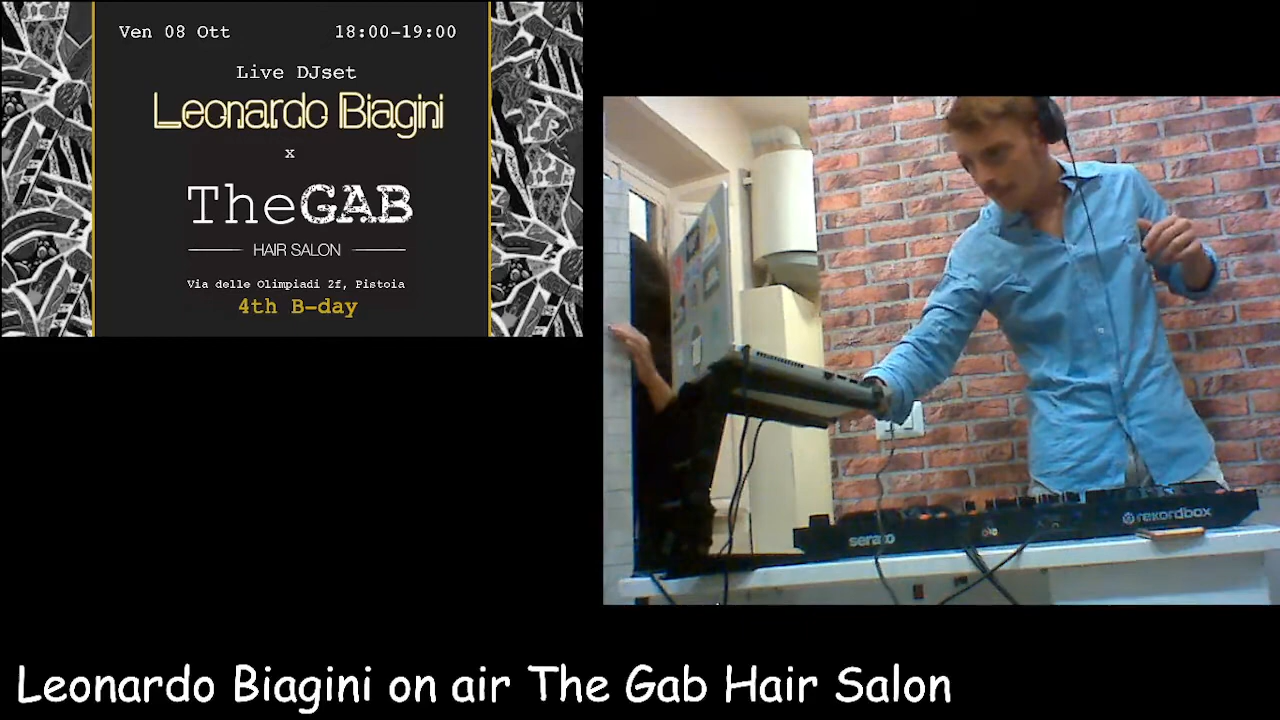 Ven 08 Ott 18:00-19:00
Live DJset
Leonardo Biagini
x
TheGAB
HAIR SALON
Via delle Olimpiadi 2f, Pistoia
4th B-day
serato
rekordbox
Leonardo Biagini on air The Gab Hair Salon